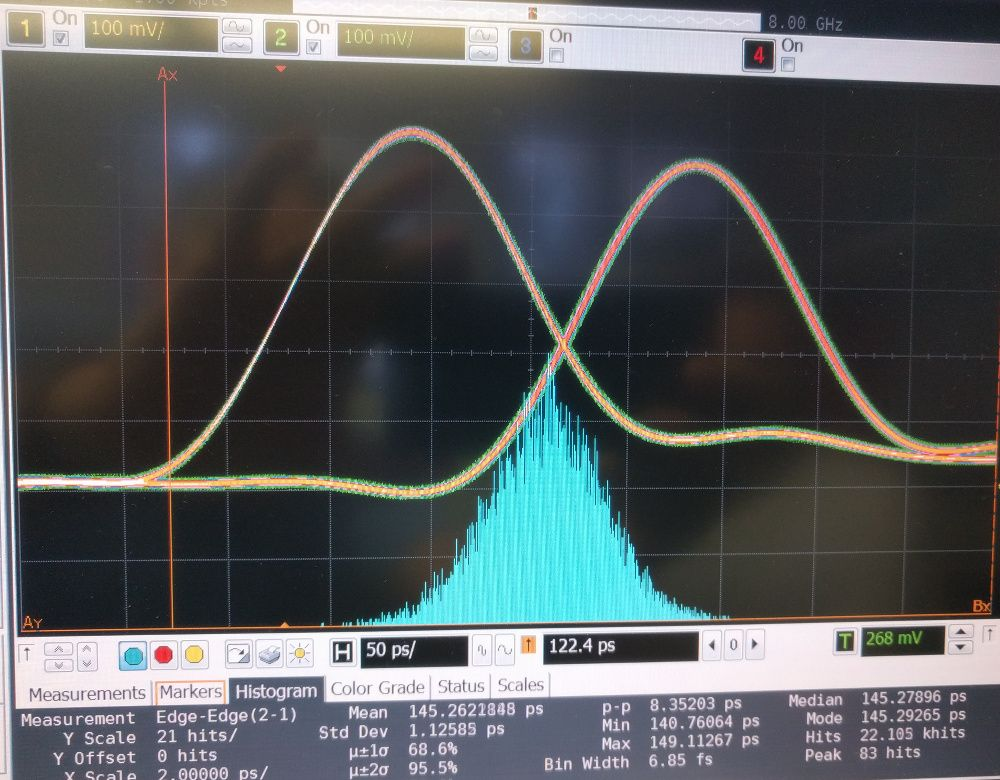 8.00 GHz
1 On 100 mV/ 2 On 100 mV/ 3 On 4 On
Ax
Ay Bx
H 50 ps/ 122.4 ps 0 T 268 mV
Measurements Markers Histogram Color Grade Status Scales
Measurement Edge-Edge(2-1) Mean 145.2621848 ps p-p 8.35203 ps Median 145.27896 ps
Y Scale 21 hits/ Std Dev 1.12585 ps Min 140.76064 ps Mode 145.29265 ps
Y Offset 0 hits μ±1σ 68.6% Max 149.11267 ps Hits 22.105 khits
X Scale 2.00000 ps/ μ±2σ 95.5% Bin Width 6.85 fs Peak 83 hits